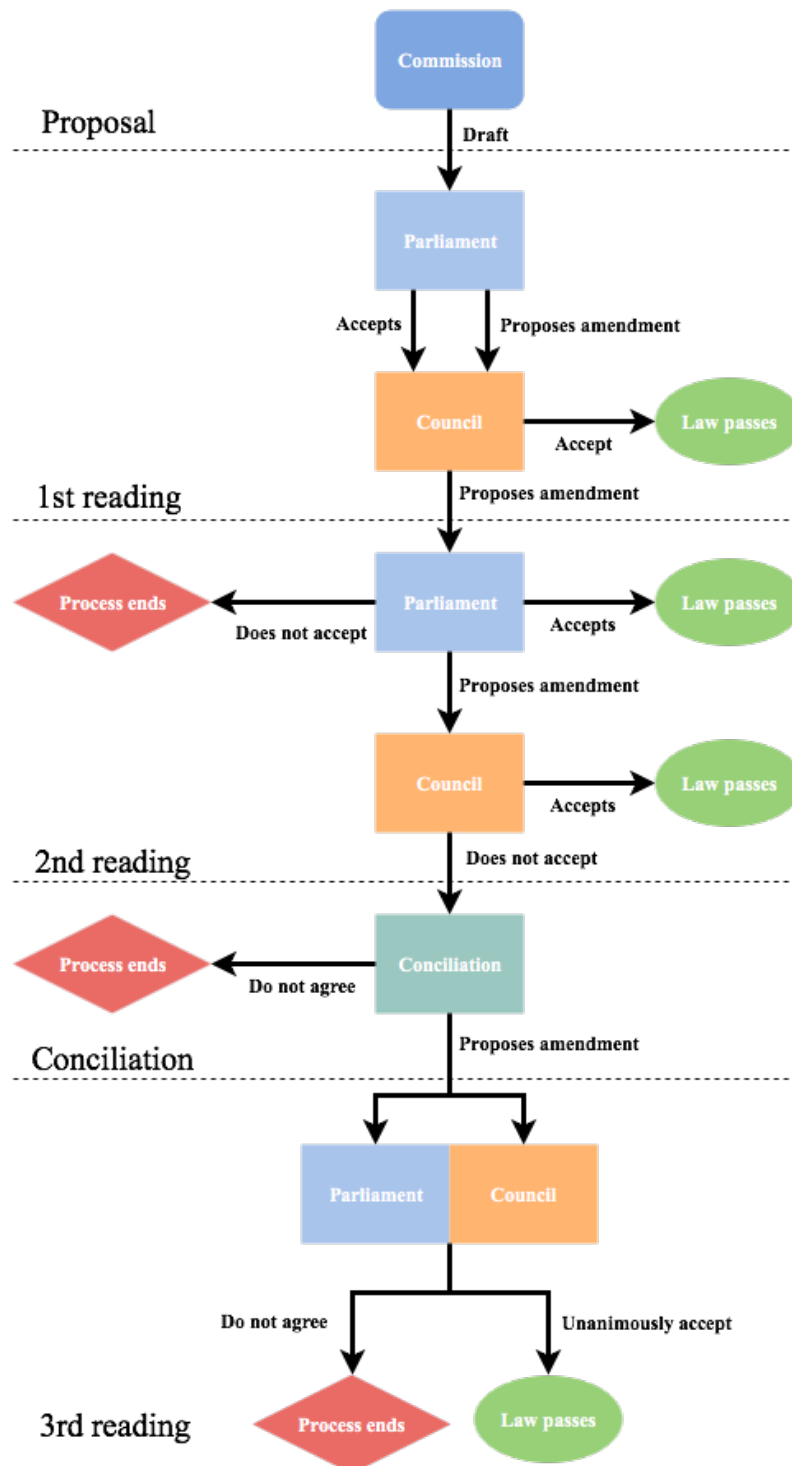 Commission
Proposal
Draft
Parliament
Accepts
Proposes amendment
Council
Accept
Law passes
Proposes amendment
1st reading
Process ends
Does not accept
Parliament
Accepts
Law passes
Proposes amendment
Council
Accepts
Law passes
Does not accept
2nd reading
Process ends
Do not agree
Conciliation
Proposes amendment
Conciliation
Parliament
Council
Do not agree
Unanimously accept
Process ends
Law passes
3rd reading